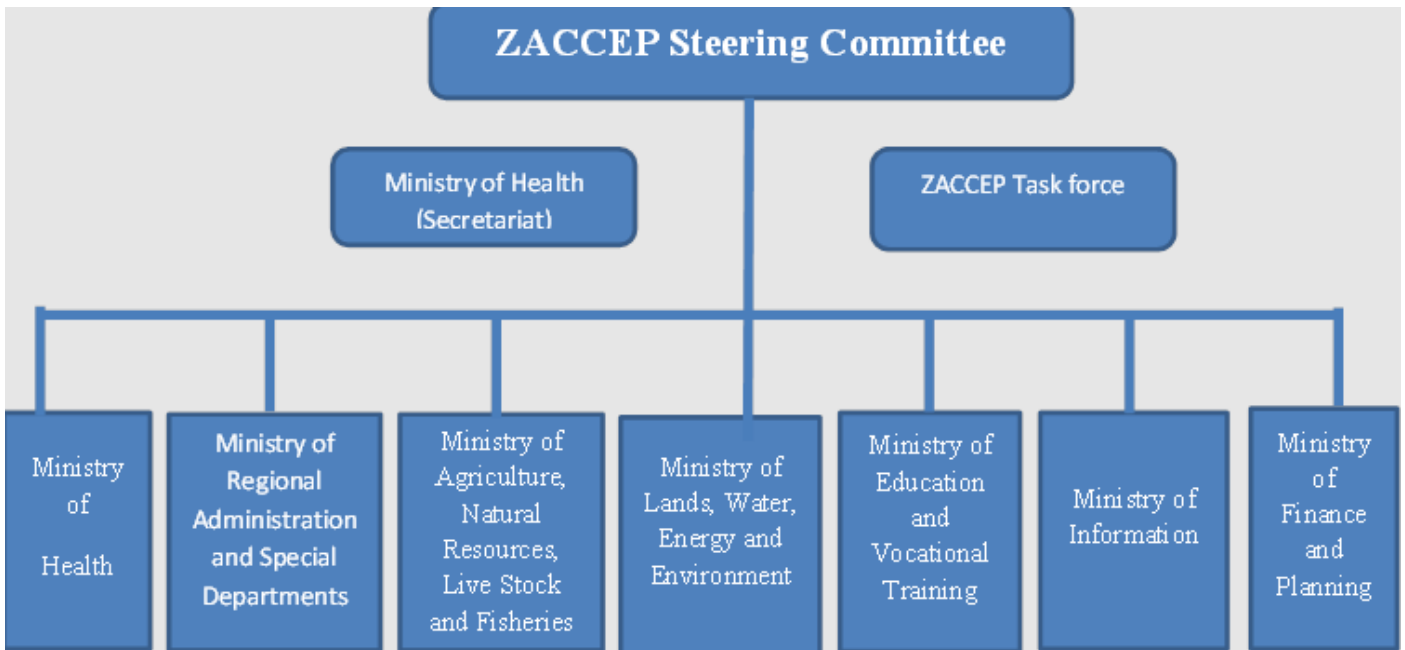 ZACCEP Steering Committee
Ministry of Health
(Secretariat)
ZACCEP Task force
Ministry
of
Health
Ministry of
Regional
Administration
and Special
Departments
Ministry of
Agriculture,
Natural
Resources,
Live Stock
and Fisheries
Ministry of
Lands, Water,
Energy and
Environment
Ministry of
Education
and
Vocational
Training
Ministry of
Information
Ministry
of
Finance
and
Planning